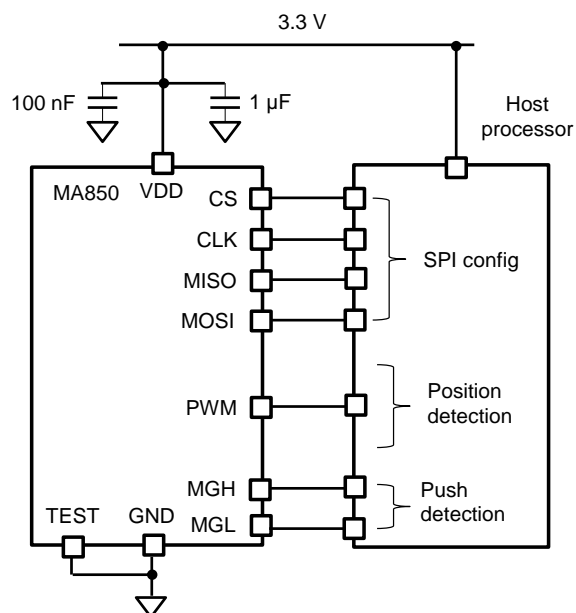 3.3 V
100 nF
1 µF
Host
processor
MA850
VDD
CS
CLK
MISO
MOSI
SPI config
PWM
Position
detection
MGH
MGL
Push
detection
TEST
GND